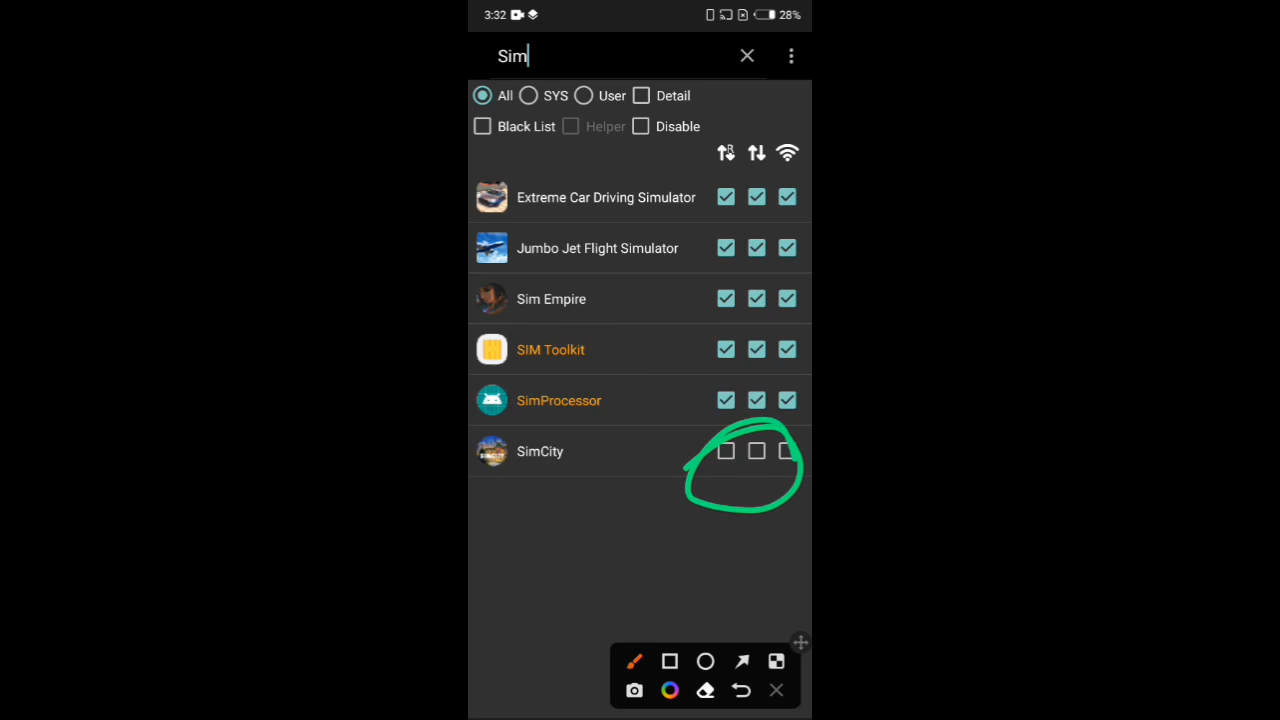 3:32 28%
Sim
All SYS User Detail
Black List Helper Disable
R
Extreme Car Driving Simulator
Jumbo Jet Flight Simulator
Sim Empire
SIM Toolkit
SimProcessor
SIMCITY SimCity